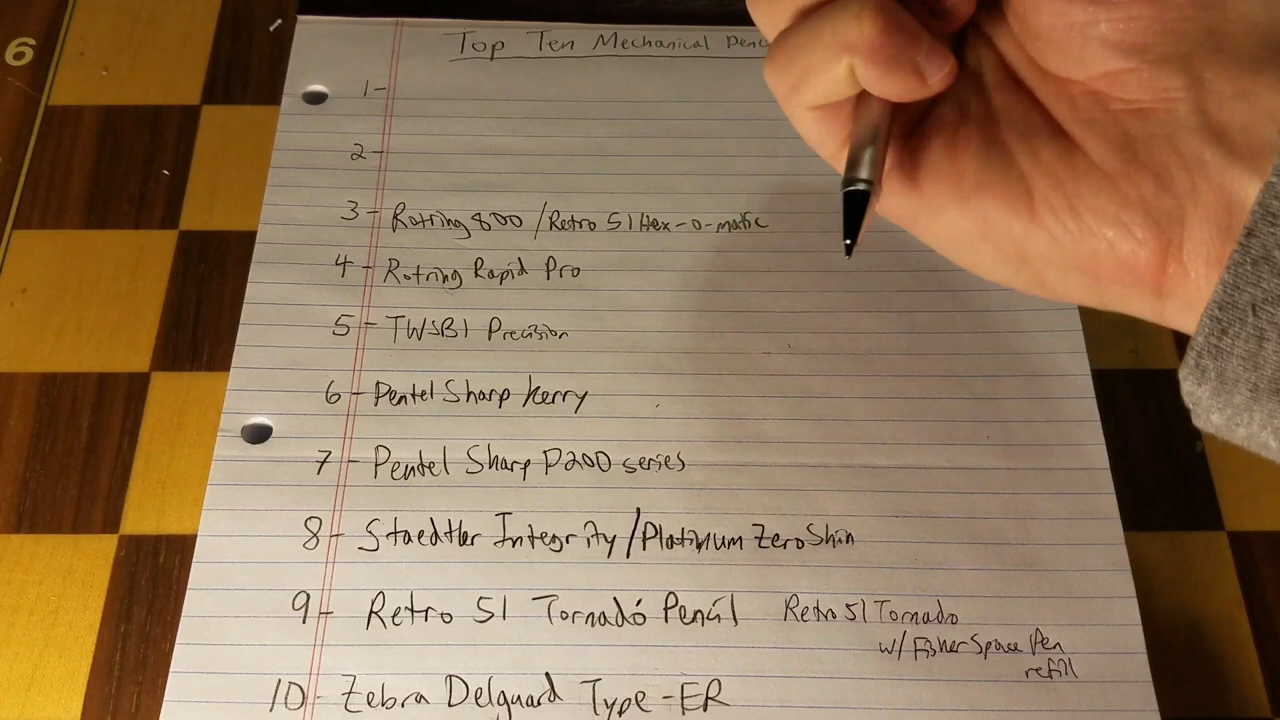 6
Top Ten Mechanical Penc
1-
2-
3- Rotring 800 / Retro 51 Hex-o-matic
4- Rotring Rapid Pro
5- TWSBI Precision
6- Pentel Sharp Kerry
7- Pentel Sharp P200 series
8- Staedtler Integrity / Platinum Zero Shin
9- Retro 51 Tornado Pencil Retro 51 Tornado
w/ Fisher Space Pen
refill
10- Zebra Delguard Type-ER